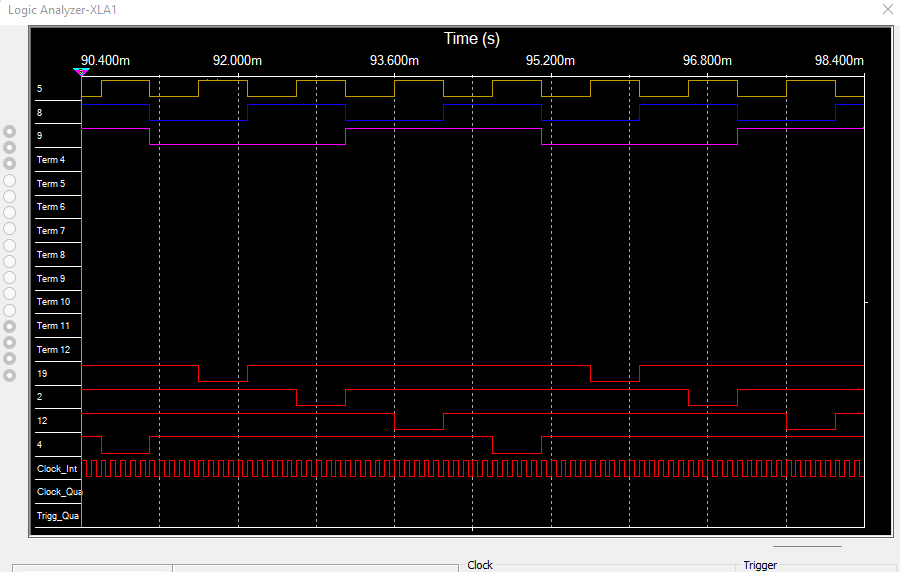 Logic Analyzer-XLA1
Time (s)
90.400m 92.000m 93.600m 95.200m 96.800m 98.400m
5
8
9
Term 4
Term 5
Term 6
Term 7
Term 8
Term 9
Term 10
Term 11
Term 12
19
2
12
4
Clock_Int
Clock_Qua
Trigg_Qua
Clock
Trigger